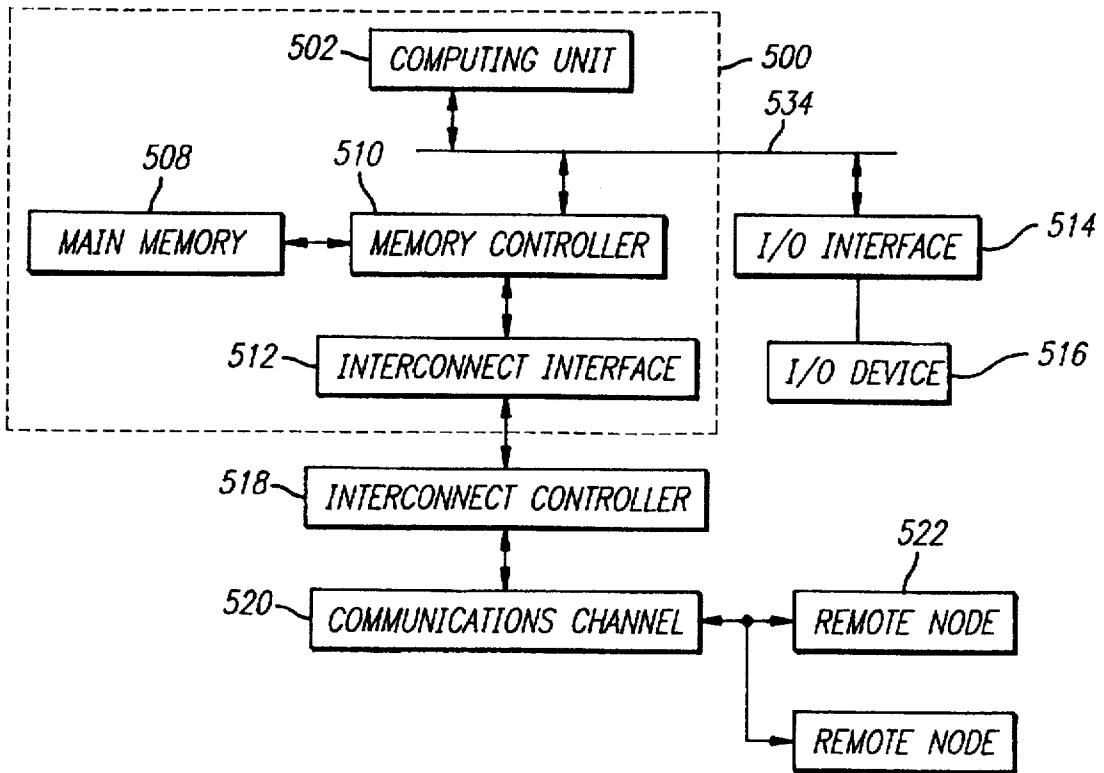 502
COMPUTING UNIT
500
534
508
510
MAIN MEMORY
MEMORY CONTROLLER
I/O INTERFACE
514
512
INTERCONNECT INTERFACE
I/O DEVICE
516
518
INTERCONNECT CONTROLLER
522
520
COMMUNICATIONS CHANNEL
REMOTE NODE
REMOTE NODE